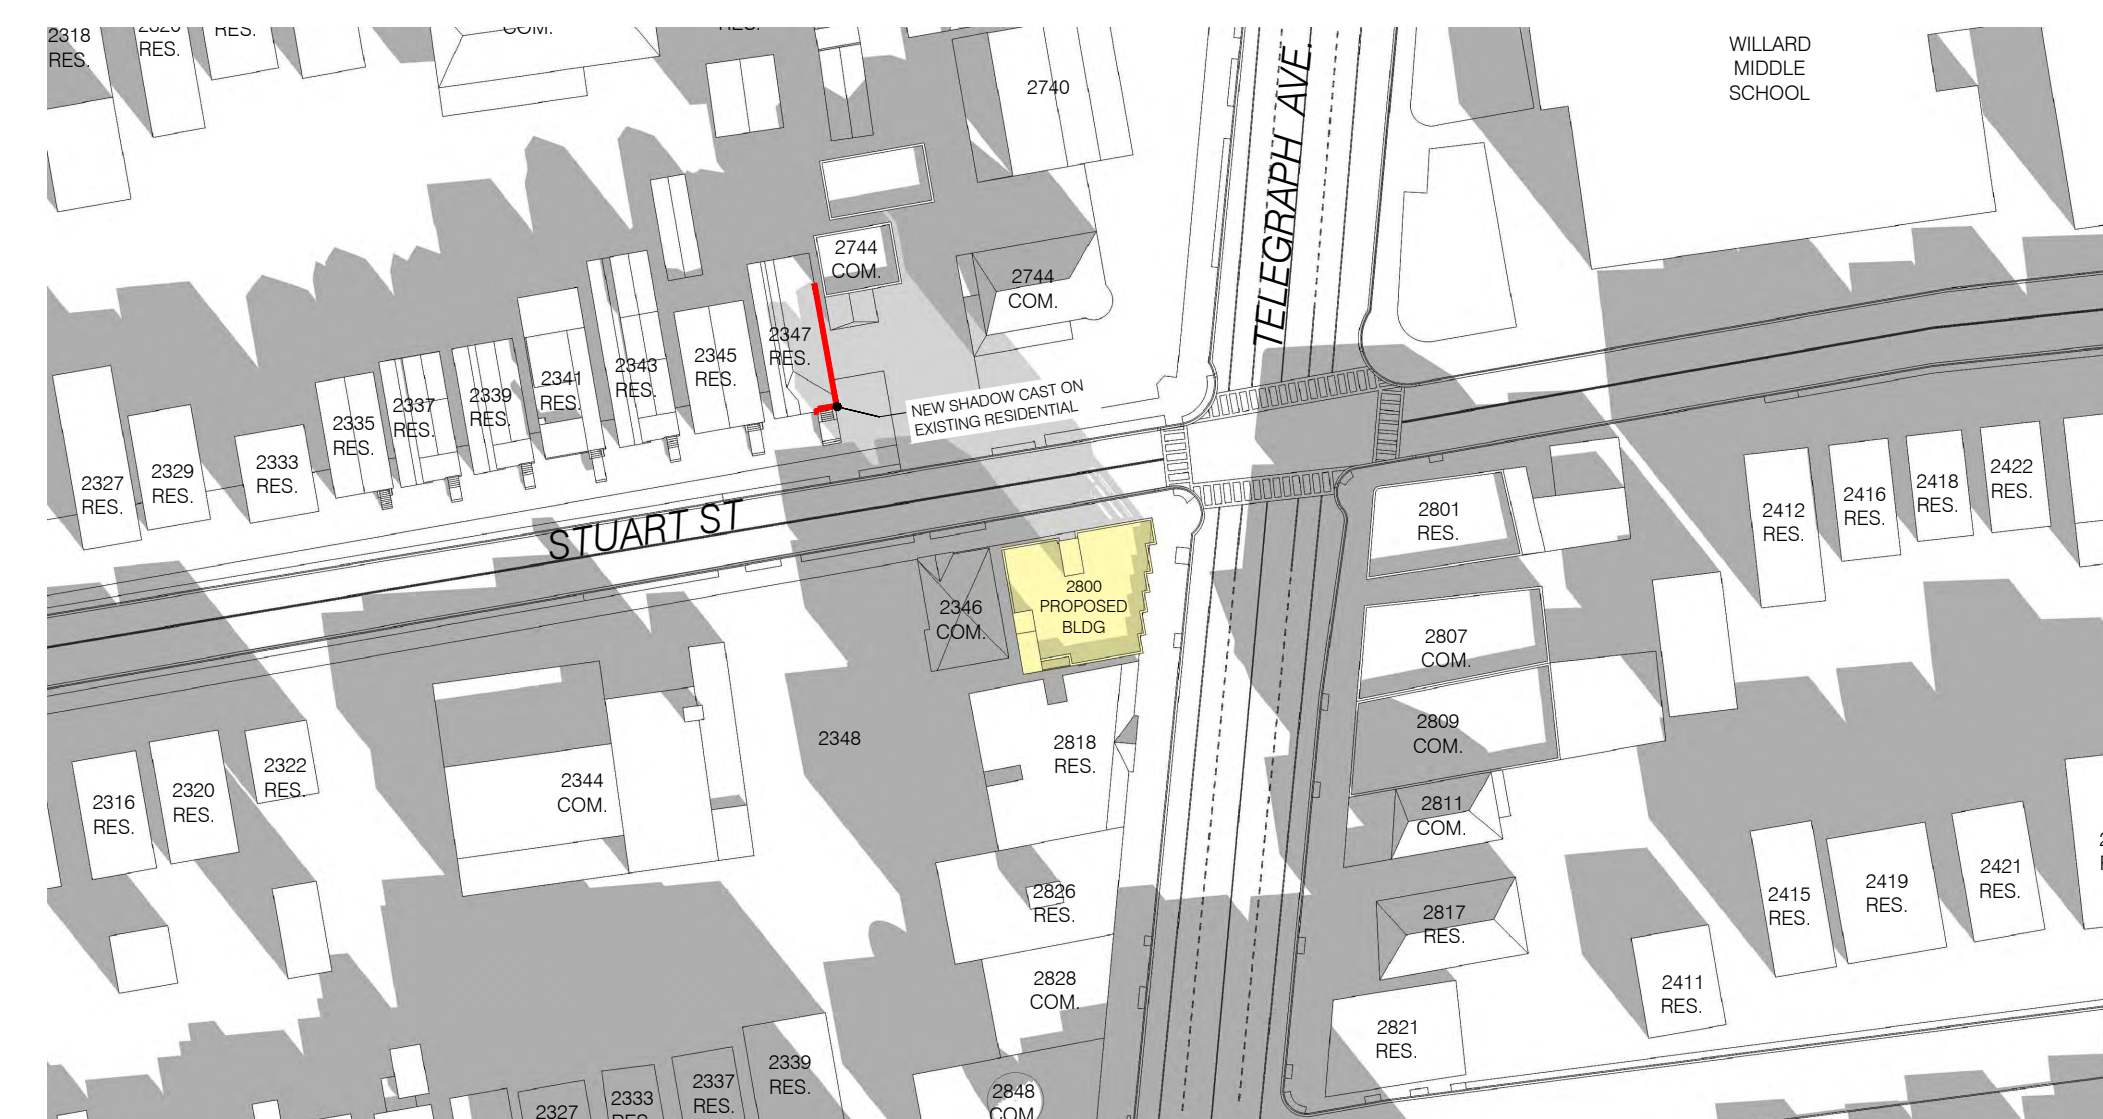 2318
RES.
RES.
RES.
COM.
WILLARD
MIDDLE
SCHOOL
2740
TELEGRAPH AVE.
2744
COM.
2744
COM.
2347
RES.
2345
RES.
2343
RES.
2341
RES.
2339
RES.
2337
RES.
2335
RES.
2333
RES.
2329
RES.
2327
RES.
NEW SHADOW CAST ON
EXISTING RESIDENTIAL
STUART ST
2801
RES.
2412
RES.
2416
RES.
2418
RES.
2422
RES.
2346
COM.
2800
PROPOSED
BLDG
2807
COM.
2809
COM.
2348
2818
RES.
2344
COM.
2322
RES.
2320
RES.
2316
RES.
2811
COM.
2826
RES.
2817
RES.
2415
RES.
2419
RES.
2421
RES.
2828
COM.
2411
RES.
2821
RES.
2339
RES.
2337
RES.
2333
2327
2848
COM.